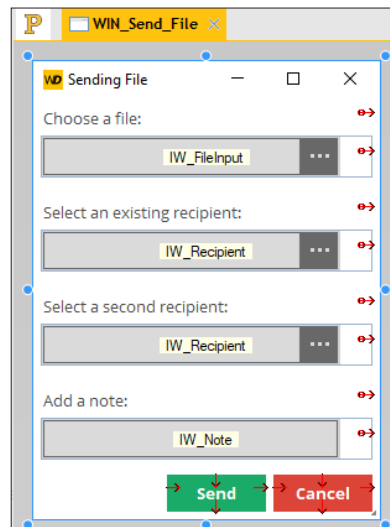 P WIN_Send_File ×
WD Sending File
Choose a file:
IW_FileInput ...
Select an existing recipient:
IW_Recipient ...
Select a second recipient:
IW_Recipient ...
Add a note:
IW_Note
Send Cancel